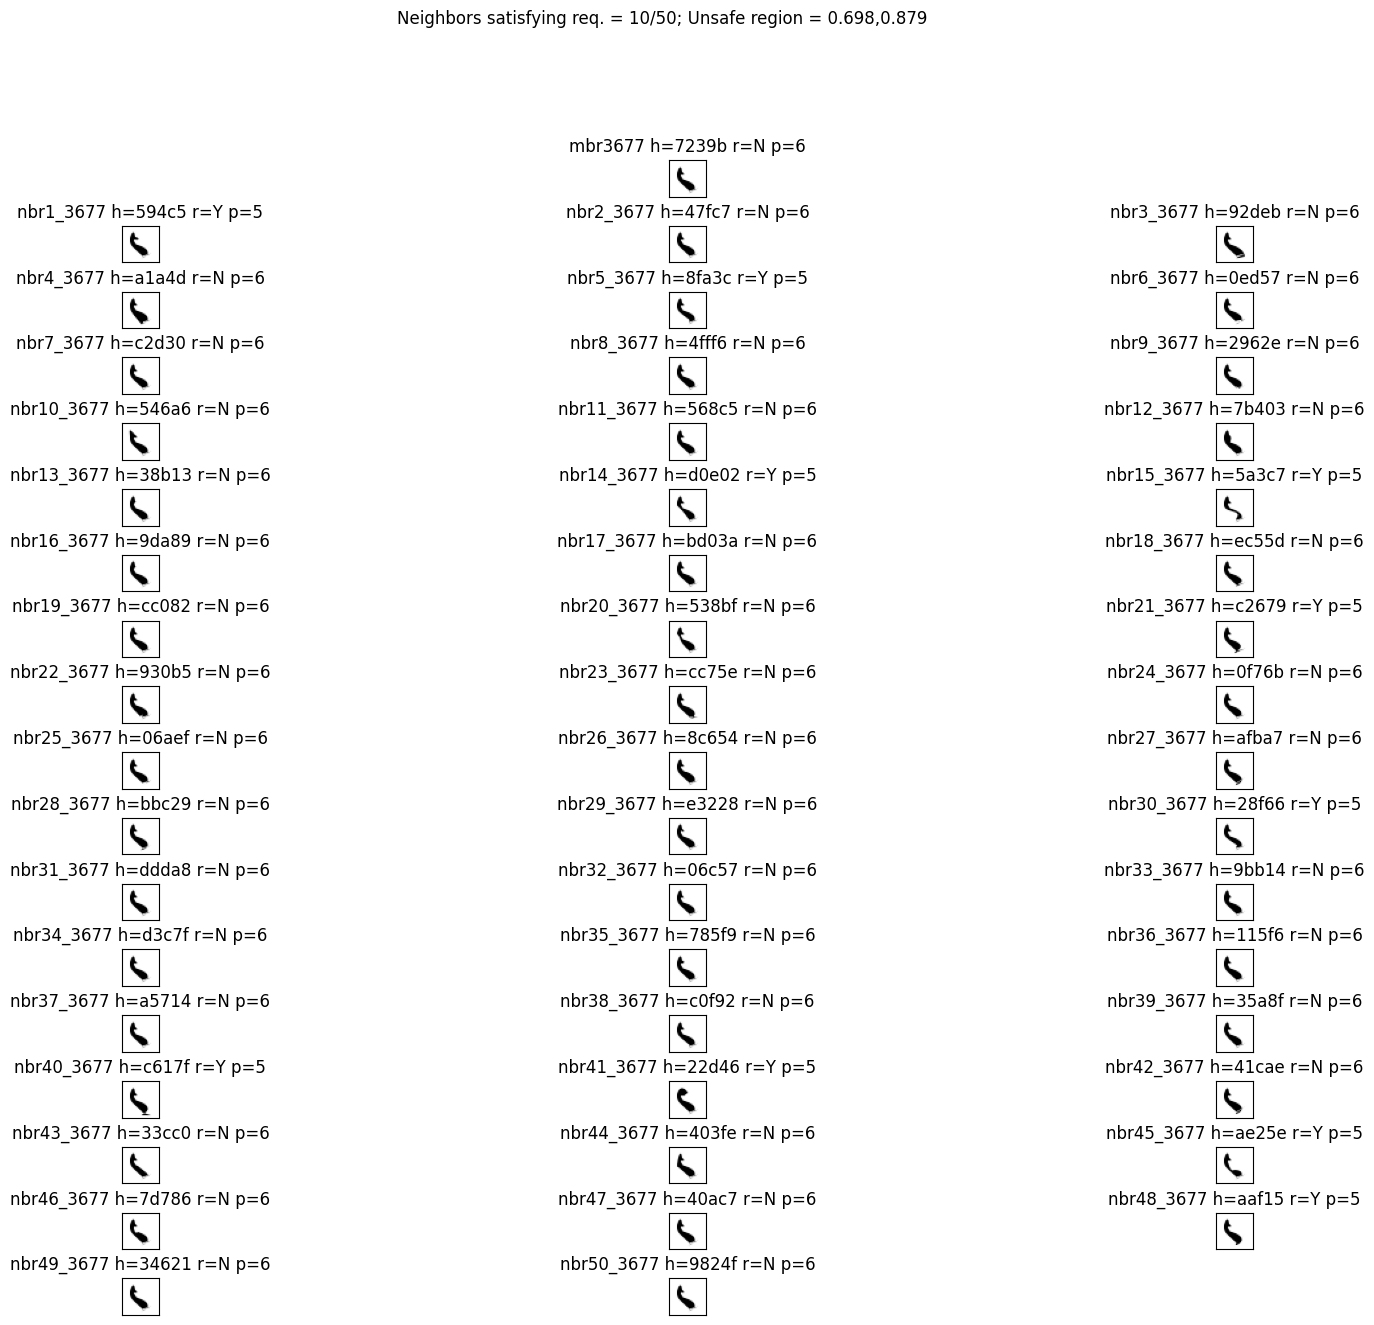 Neighbors satisfying req. = 10/50; Unsafe region = 0.698,0.879
mbr3677 h=7239b r=N p=6
nbr1_3677 h=594c5 r=Y p=5
nbr2_3677 h=47fc7 r=N p=6
nbr3_3677 h=92deb r=N p=6
nbr4_3677 h=a1a4d r=N p=6
nbr5_3677 h=8fa3c r=Y p=5
nbr6_3677 h=0ed57 r=N p=6
nbr7_3677 h=c2d30 r=N p=6
nbr8_3677 h=4fff6 r=N p=6
nbr9_3677 h=2962e r=N p=6
nbr10_3677 h=546a6 r=N p=6
nbr11_3677 h=568c5 r=N p=6
nbr12_3677 h=7b403 r=N p=6
nbr13_3677 h=38b13 r=N p=6
nbr14_3677 h=d0e02 r=Y p=5
nbr15_3677 h=5a3c7 r=Y p=5
nbr16_3677 h=9da89 r=N p=6
nbr17_3677 h=bd03a r=N p=6
nbr18_3677 h=ec55d r=N p=6
nbr19_3677 h=cc082 r=N p=6
nbr20_3677 h=538bf r=N p=6
nbr21_3677 h=c2679 r=Y p=5
nbr22_3677 h=930b5 r=N p=6
nbr23_3677 h=cc75e r=N p=6
nbr24_3677 h=0f76b r=N p=6
nbr25_3677 h=06aef r=N p=6
nbr26_3677 h=8c654 r=N p=6
nbr27_3677 h=afba7 r=N p=6
nbr28_3677 h=bbc29 r=N p=6
nbr29_3677 h=e3228 r=N p=6
nbr30_3677 h=28f66 r=Y p=5
nbr31_3677 h=ddda8 r=N p=6
nbr32_3677 h=06c57 r=N p=6
nbr33_3677 h=9bb14 r=N p=6
nbr34_3677 h=d3c7f r=N p=6
nbr35_3677 h=785f9 r=N p=6
nbr36_3677 h=115f6 r=N p=6
nbr37_3677 h=a5714 r=N p=6
nbr38_3677 h=c0f92 r=N p=6
nbr39_3677 h=35a8f r=N p=6
nbr40_3677 h=c617f r=Y p=5
nbr41_3677 h=22d46 r=Y p=5
nbr42_3677 h=41cae r=N p=6
nbr43_3677 h=33cc0 r=N p=6
nbr44_3677 h=403fe r=N p=6
nbr45_3677 h=ae25e r=Y p=5
nbr46_3677 h=7d786 r=N p=6
nbr47_3677 h=40ac7 r=N p=6
nbr48_3677 h=aaf15 r=Y p=5
nbr49_3677 h=34621 r=N p=6
nbr50_3677 h=9824f r=N p=6